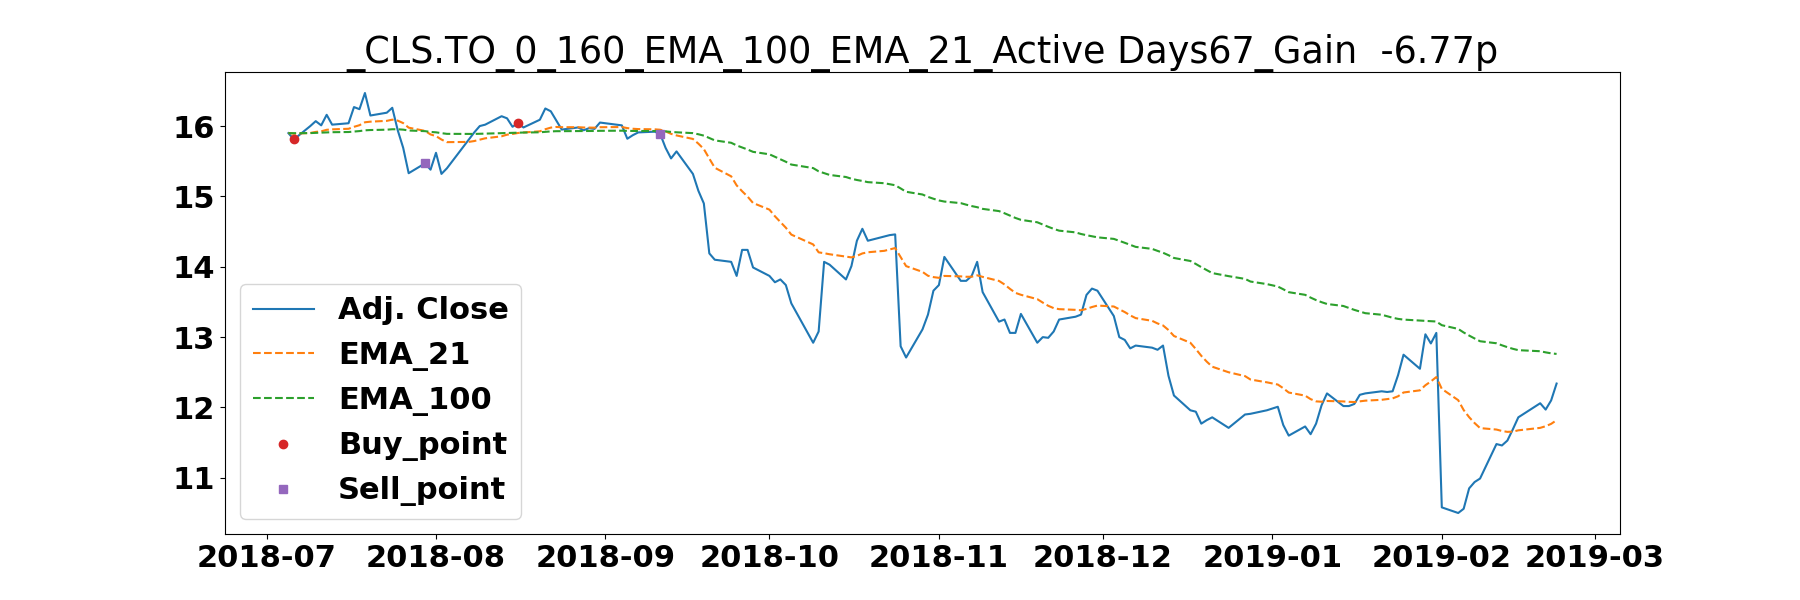 _CLS.TO_0_160_EMA_100_EMA_21_Active Days67_Gain  -6.77p
16
15
14
13
12
11
Adj. Close
EMA_21
EMA_100
Buy_point
Sell_point
2018-07 2018-08 2018-09 2018-10 2018-11 2018-12 2019-01 2019-02 2019-03